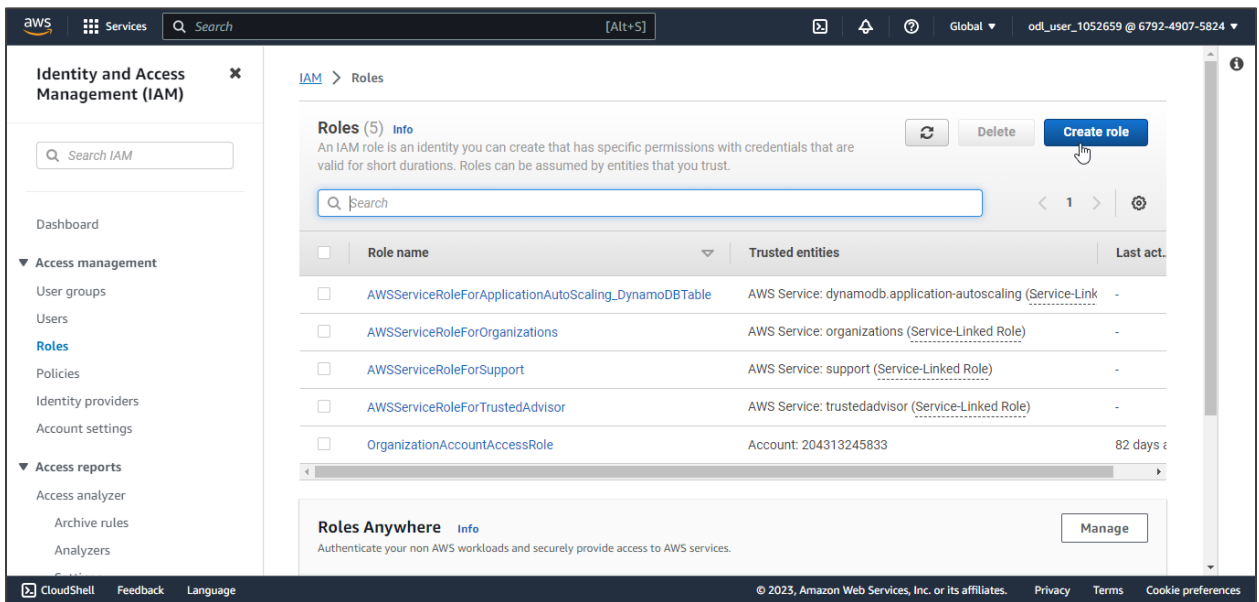 aws Services Search [Alt+S] Global ▼ odl_user_1052659 @ 6792-4907-5824 ▼
Identity and Access
Management (IAM)
Search IAM
Dashboard
Access management
User groups
Users
Roles
Policies
Identity providers
Account settings
Access reports
Access analyzer
Archive rules
Analyzers
IAM > Roles
Roles (5) Info
An IAM role is an identity you can create that has specific permissions with credentials that are
valid for short durations. Roles can be assumed by entities that you trust.
Delete
Create role
Search
1
Role name Trusted entities Last act..
AWSServiceRoleForApplicationAutoScaling_DynamoDBTable AWS Service: dynamodb.application-autoscaling (Service-Link -
AWSServiceRoleForOrganizations AWS Service: organizations (Service-Linked Role) -
AWSServiceRoleForSupport AWS Service: support (Service-Linked Role) -
AWSServiceRoleForTrustedAdvisor AWS Service: trustedadvisor (Service-Linked Role) -
OrganizationAccountAccessRole Account: 204313245833 82 days a
Roles Anywhere Info
Authenticate your non AWS workloads and securely provide access to AWS services.
Manage
CloudShell Feedback Language © 2023, Amazon Web Services, Inc. or its affiliates. Privacy Terms Cookie preferences